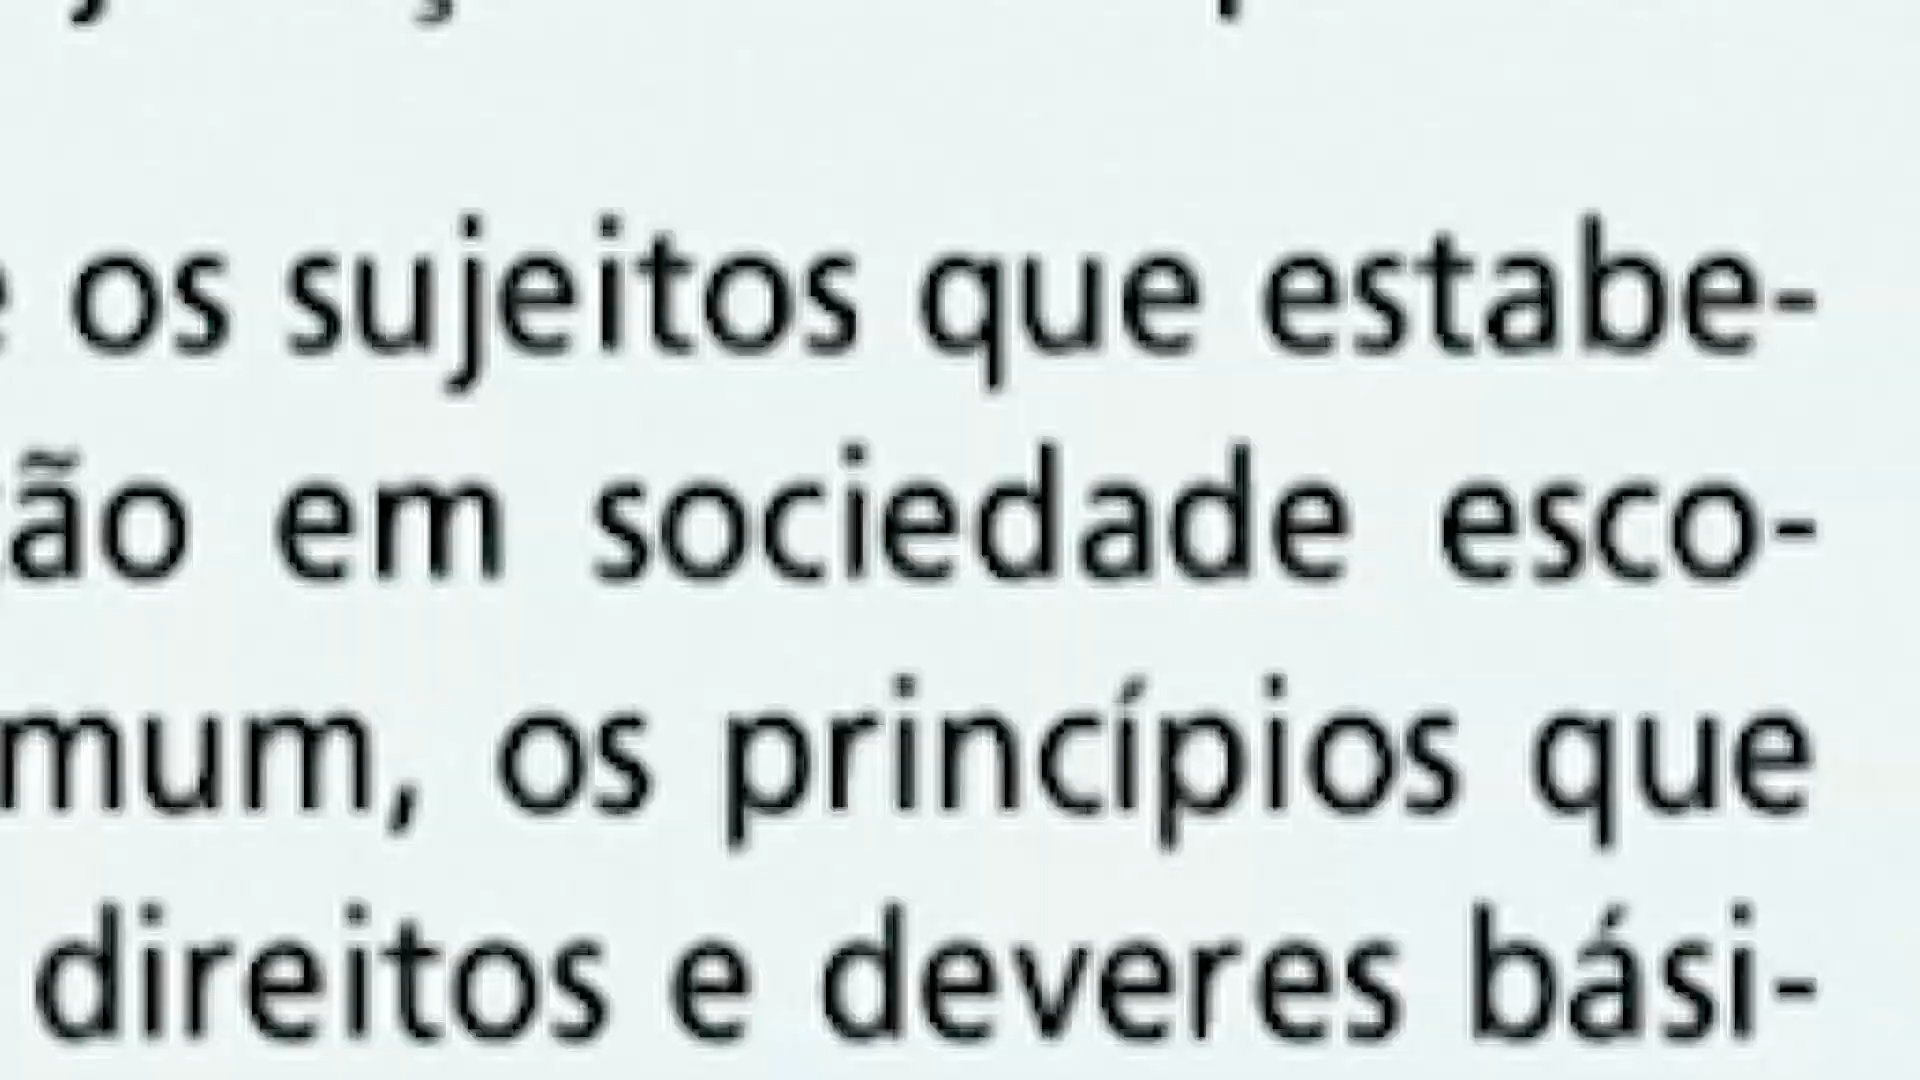 os sujeitos que estabe-
ão em sociedade esco-
mum, os princípios que
direitos e deveres bási-